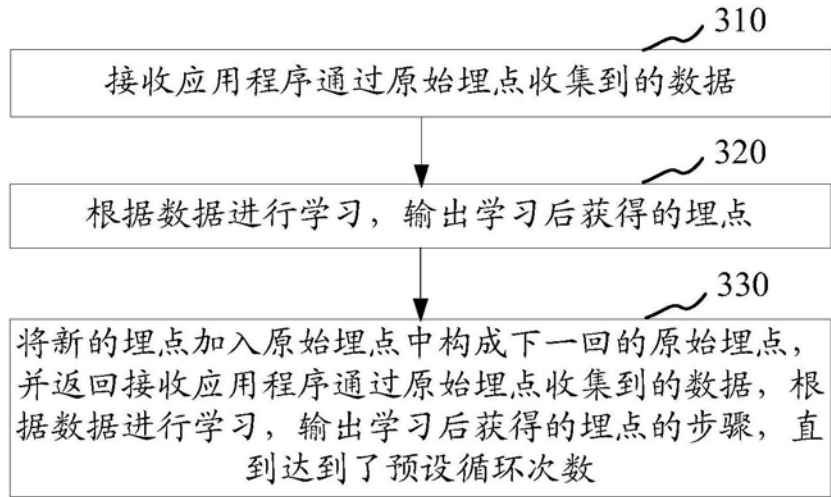 310
接收应用程序通过原始埋点收集到的数据
320
根据数据进行学习，输出学习后获得的埋点
330
将新的埋点加入原始埋点中构成下一回的原始埋点，
并返回接收应用程序通过原始埋点收集到的数据，根
据数据进行学习，输出学习后获得的埋点的步骤，直
到达到了预设循环次数